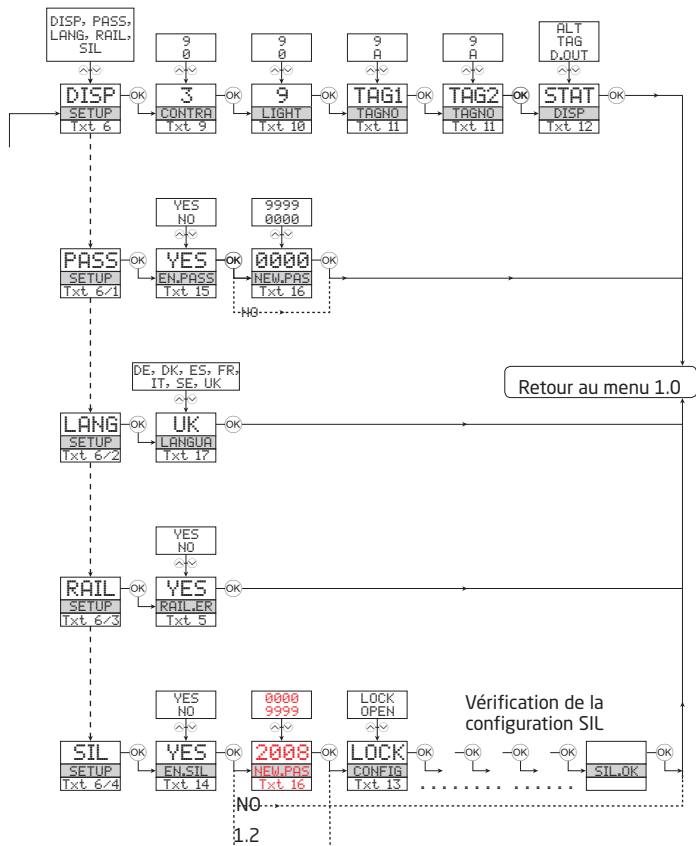 DISP, PASS,
LANG, RAIL,
SIL
9
0
9
0
9
A
9
A
ALT
TAG
D.OUT
DISP
SETUP
Txt 6
OK
3
CONTRA
Txt 9
OK
9
LIGHT
Txt 10
OK
TAG1
TAGNO
Txt 11
OK
TAG2
TAGNO
Txt 11
OK
STAT
DISP
Txt 12
OK
YES
NO
9999
0000
PASS
SETUP
Txt 6/1
OK
YES
EN.PASS
Txt 15
OK
0000
NEW.PAS
Txt 16
OK
NO
DE, DK, ES, FR,
IT, SE, UK
Retour au menu 1.0
LANG
SETUP
Txt 6/2
OK
UK
LANGUA
Txt 17
OK
YES
NO
RAIL
SETUP
Txt 6/3
OK
YES
RAIL.ER
Txt 5
OK
YES
NO
0000
9999
LOCK
OPEN
Vérification de la
configuration SIL
SIL
SETUP
Txt 6/4
OK
YES
EN.SIL
Txt 14
OK
2008
NEW.PAS
Txt 16
OK
LOCK
CONFIG
Txt 13
OK
OK
OK
OK
SIL.OK
OK
NO
1.2